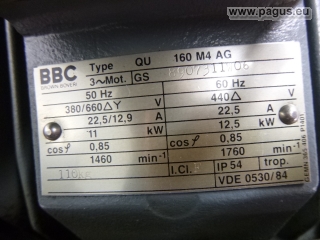 www.pagus.eu
BBC Type QU 160 M4 AG
BROWN BOVERI 3~Mot. GS
50 Hz 60 Hz
380/660 △ Y V 440 △ V
22,5/12,9 A 22,5 A
11 kW 12,5 kW
cosφ 0,85 cosφ 0,85
1460 min⁻¹ 1760 min⁻¹
I.Cl. IP 54 trop.
VDE 0530/84